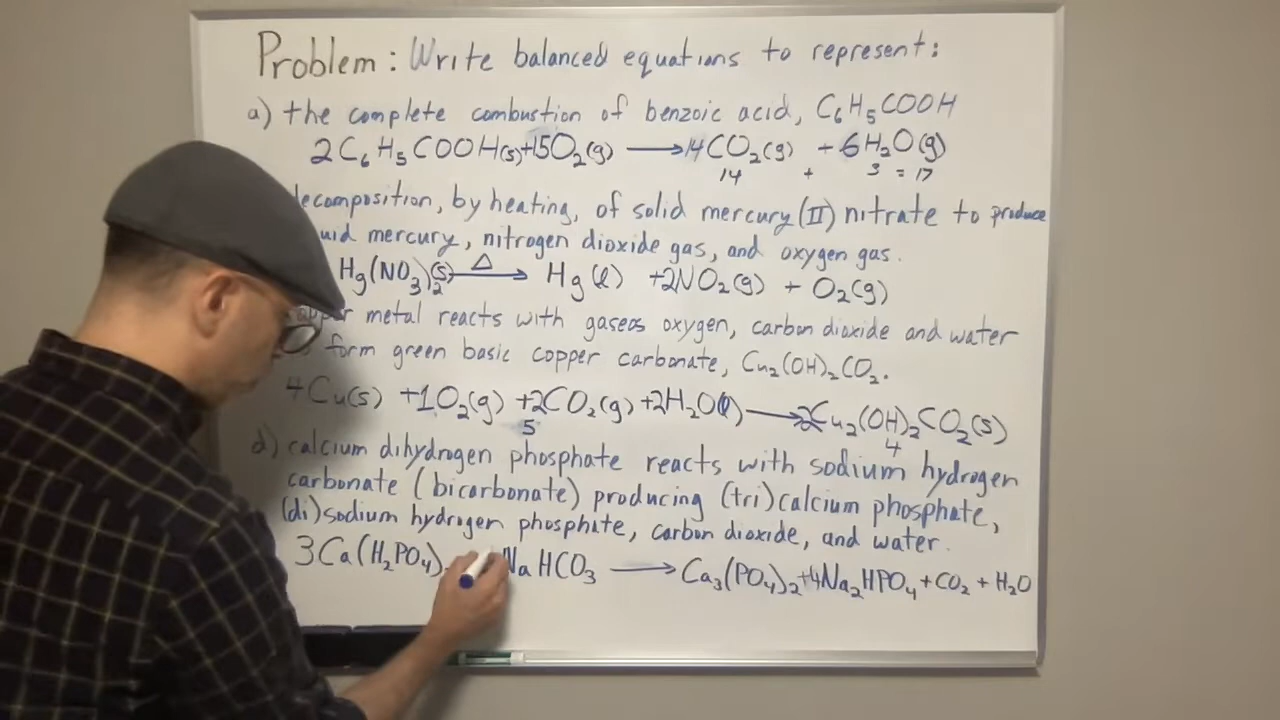 Problem: Write balanced equations to represent:
a) the complete combustion of benzoic acid, C₆H₅COOH
2C₆H₅COOH(s)+15O₂(g) ⟶ 14CO₂(g) + 6H₂O(g)
14 + 3 = 17
decomposition, by heating, of solid mercury (II) nitrate to produce
uid mercury, nitrogen dioxide gas, and oxygen gas.
Hg(NO₃)₂(s) —Δ→ Hg(l) +2NO₂(g) + O₂(g)
opper metal reacts with gaseos oxygen, carbon dioxide and water
form green basic copper carbonate, Cu₂(OH)₂CO₂.
4Cu(s) +1O₂(g) +2CO₂(g) +2H₂O(l) ⟶ 2Cu₂(OH)₂CO₂(s)
5 4
d) calcium dihydrogen phosphate reacts with sodium hydrogen
carbonate (bicarbonate) producing (tri)calcium phosphate,
(di)sodium hydrogen phosphate, carbon dioxide, and water.
3Ca(H₂PO₄) NaHCO₃ ⟶ Ca₃(PO₄)₂+4Na₂HPO₄+CO₂ + H₂O